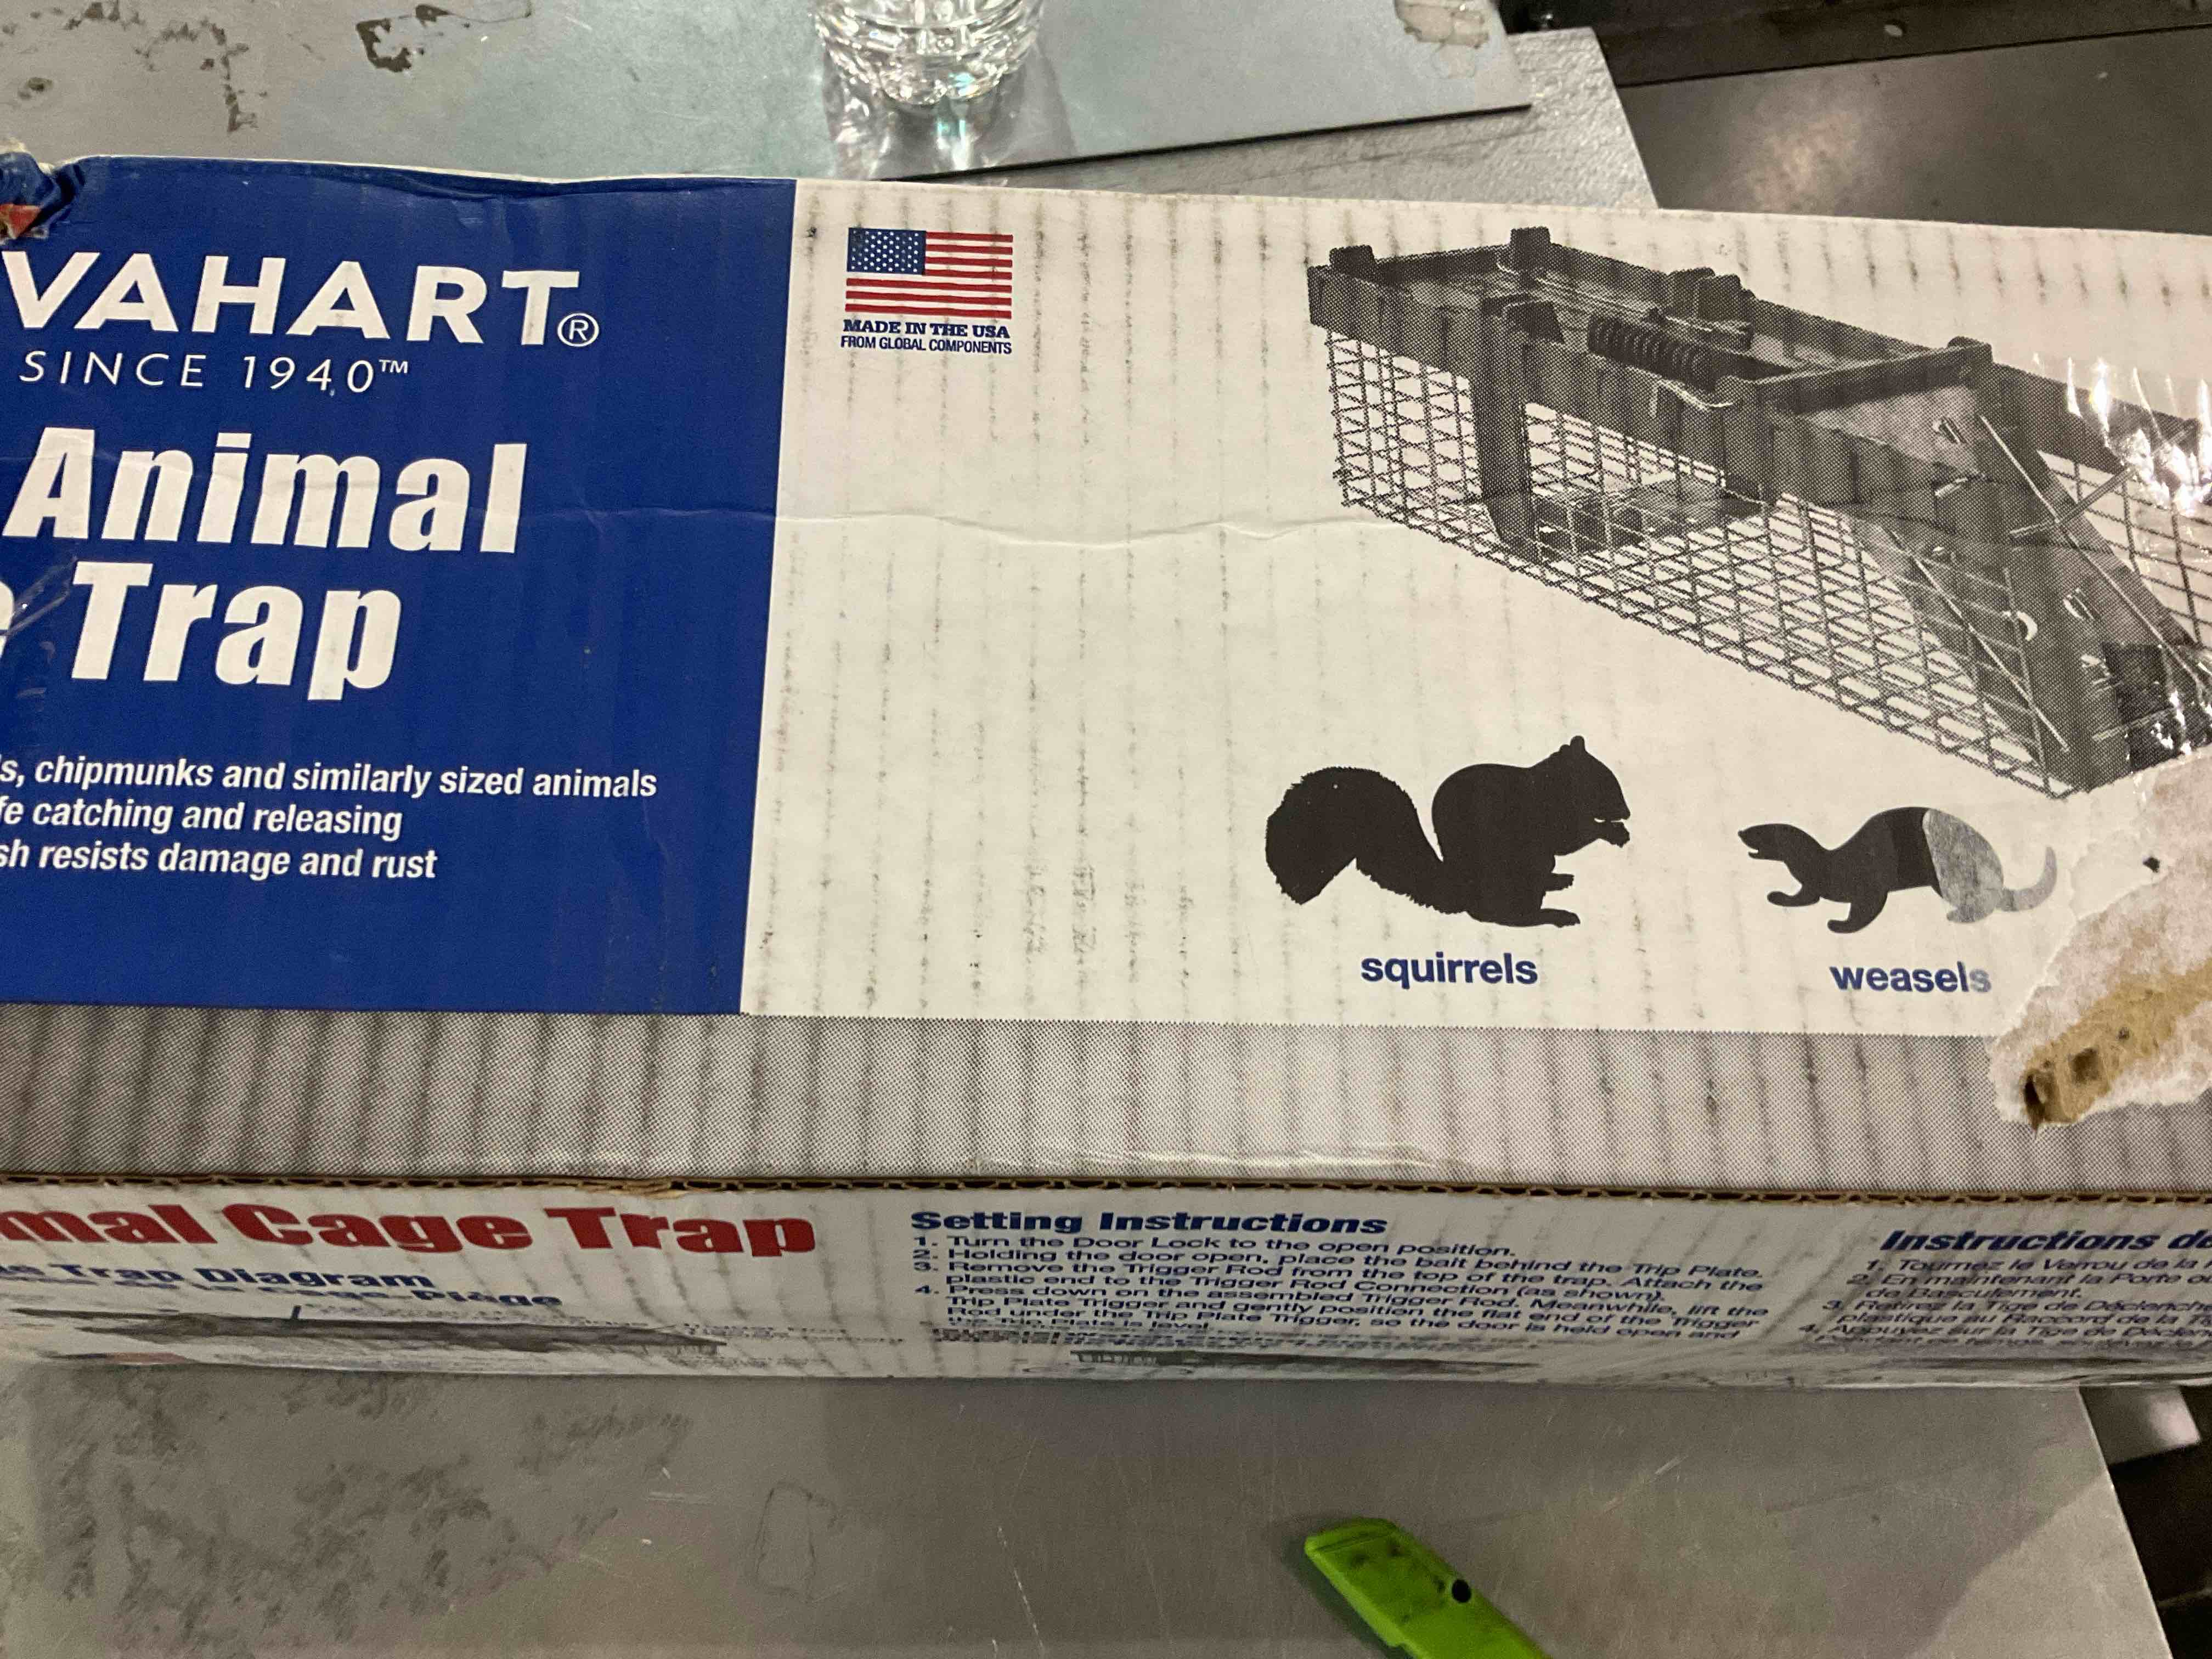 VAHART®
SINCE 1940™
Animal
Trap
s, chipmunks and similarly sized animals
fe catching and releasing
sh resists damage and rust
MADE IN THE USA
FROM GLOBAL COMPONENTS
squirrels
weasels
mal Cage Trap
Trap Diagram
Setting Instructions
1. Turn the Door Lock to the open position.
2. Holding the door open, place the bait behind the Trip Plate.
3. Remove the Trigger Rod from the top of the trap. Attach the
plastic end to the Trigger Rod Connection (as shown).
4. Press down on the assembled Trigger Rod. Meanwhile, lift the
Trip Plate Trigger and gently position the flat end of the Trigger
Rod under the Trip Plate Trigger, so the door is held open and
the Trip Plate is level.
Instructions de
1. Tournez le Verrou de la
2. En maintenant la Porte
de Basculement.
3. Retirez la Tige de Déclench
plastique au Raccord de la
4. Appuyez sur la Tige de